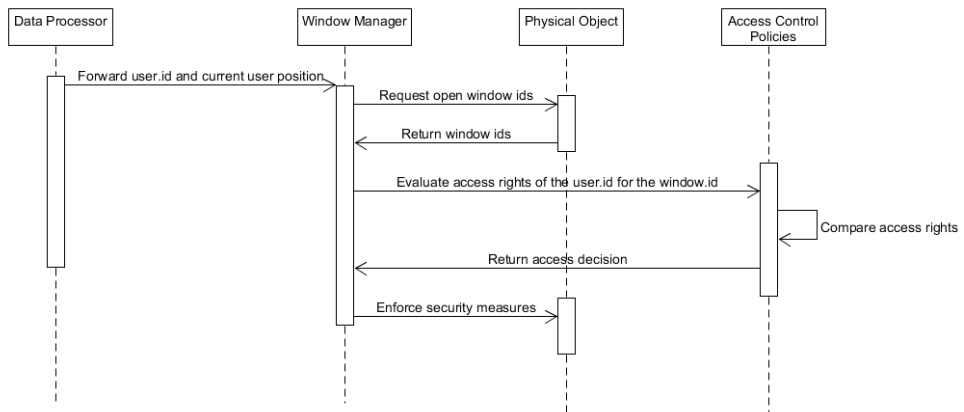 Data Processor
Window Manager
Physical Object
Access Control
Policies
Forward user.id and current user position
Request open window ids
Return window ids
Evaluate access rights of the user.id for the window.id
Compare access rights
Return access decision
Enforce security measures